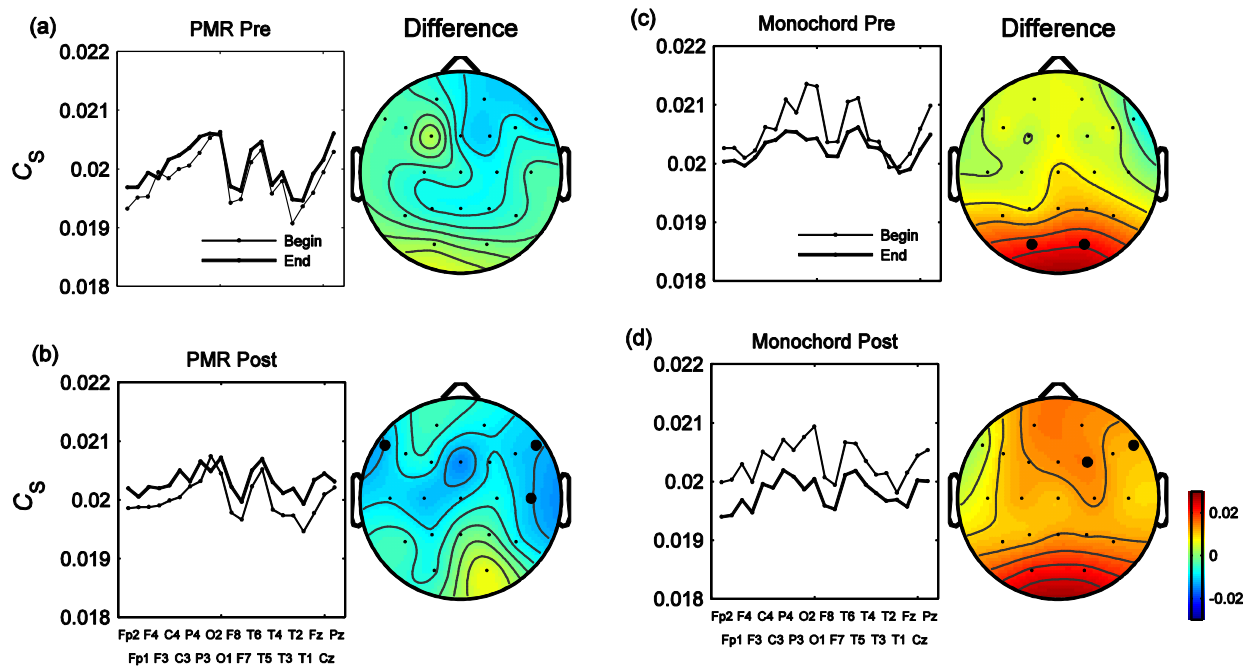 (a)
PMR Pre
Difference
0.022
0.021
0.02
0.019
0.018
C_S
Begin
End
(b)
PMR Post
0.022
0.021
0.02
0.019
0.018
C_S
Fp2 F4 C4 P4 O2 F8 T6 T4 T2 Fz Pz
Fp1 F3 C3 P3 O1 F7 T5 T3 T1 Cz
(c)
Monochord Pre
Difference
0.022
0.021
0.02
0.019
0.018
Begin
End
(d)
Monochord Post
0.022
0.021
0.02
0.019
0.018
Fp2 F4 C4 P4 O2 F8 T6 T4 T2 Fz Pz
Fp1 F3 C3 P3 O1 F7 T5 T3 T1 Cz
0.02
0
-0.02